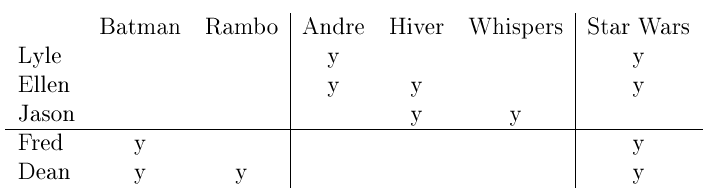 Batman Rambo Andre Hiver Whispers Star Wars
Lyle y y
Ellen y y y
Jason y y
Fred y y
Dean y y y